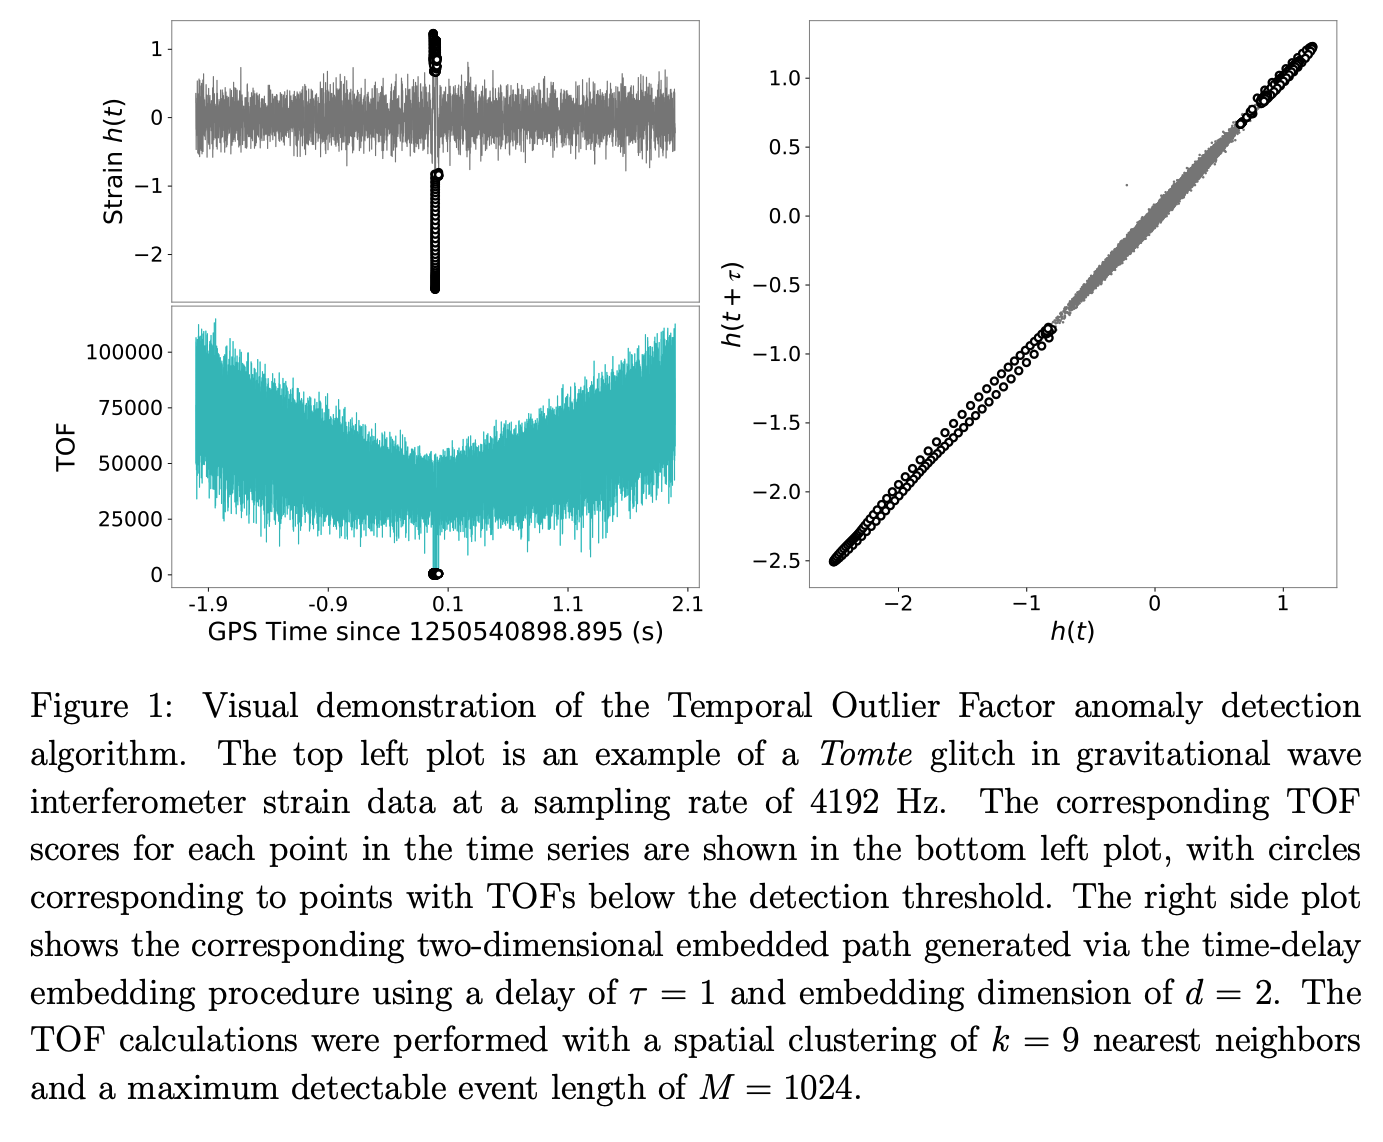 Strain h(t)
1
0
−1
−2
TOF
100000
75000
50000
25000
0
-1.9 -0.9 0.1 1.1 2.1
GPS Time since 1250540898.895 (s)
h(t + τ)
1.0
0.5
0.0
−0.5
−1.0
−1.5
−2.0
−2.5
−2 −1 0 1
h(t)
Figure 1: Visual demonstration of the Temporal Outlier Factor anomaly detection
algorithm. The top left plot is an example of a Tomte glitch in gravitational wave
interferometer strain data at a sampling rate of 4192 Hz. The corresponding TOF
scores for each point in the time series are shown in the bottom left plot, with circles
corresponding to points with TOFs below the detection threshold. The right side plot
shows the corresponding two-dimensional embedded path generated via the time-delay
embedding procedure using a delay of τ = 1 and embedding dimension of d = 2. The
TOF calculations were performed with a spatial clustering of k = 9 nearest neighbors
and a maximum detectable event length of M = 1024.